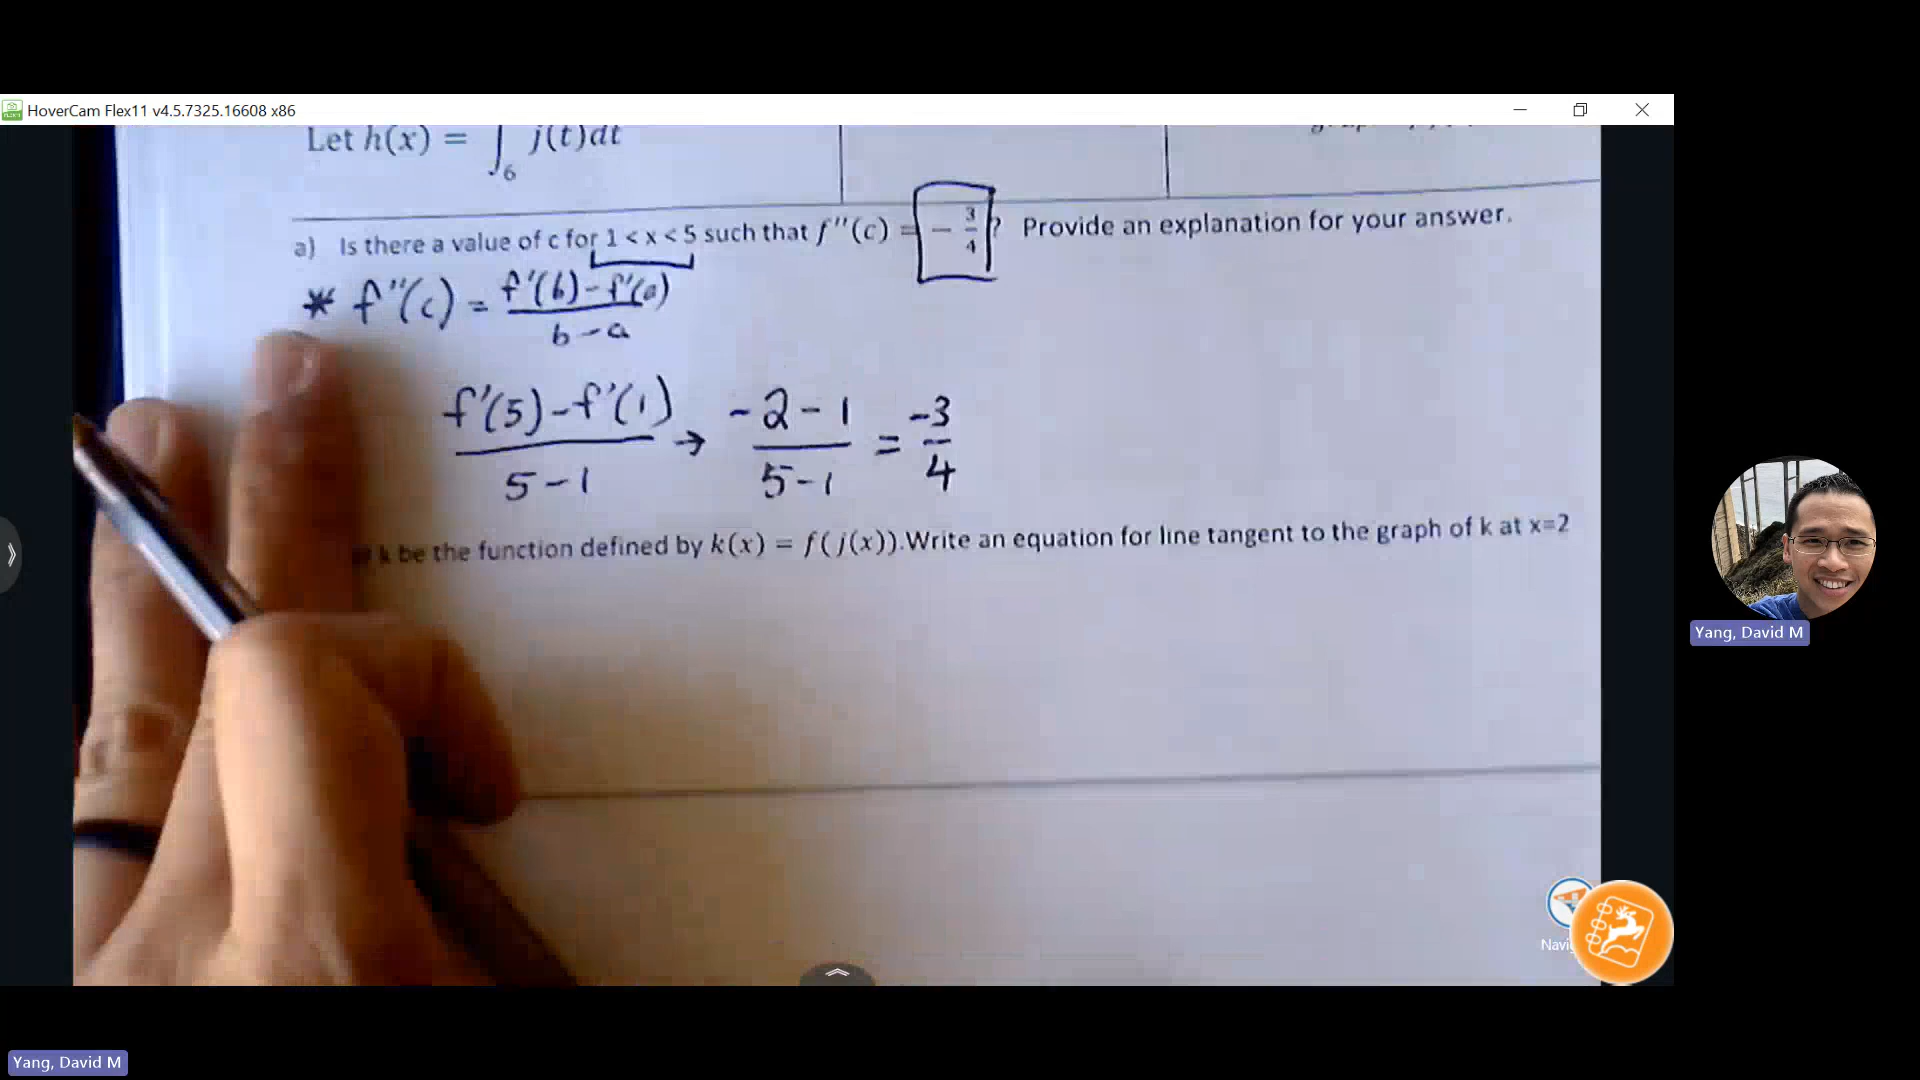 HoverCam Flex11 v4.5.7325.16608 x86
Let h(x) = ∫₆ j(t)dt
a) Is there a value of c for 1 < x < 5 such that f''(c) = -3/4? Provide an explanation for your answer.
* f''(c) = f'(b)-f'(a) / b-a
f'(5)-f'(1) / 5-1 → -2-1 / 5-1 = -3/4
k be the function defined by k(x) = f(j(x)).Write an equation for line tangent to the graph of k at x=2
Yang, David M
Yang, David M